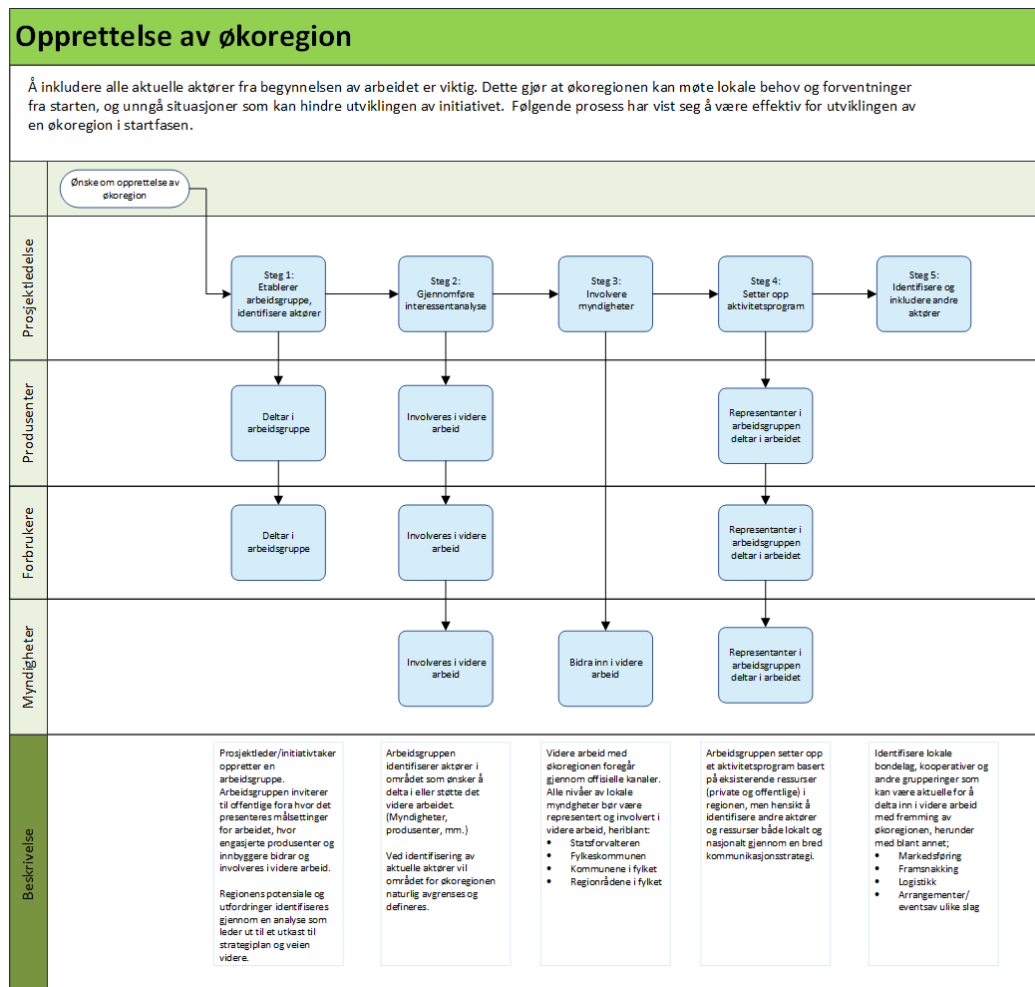 Opprettelse av økoregion
Å inkludere alle aktuelle aktører fra begynnelsen av arbeidet er viktig. Dette gjør at økoregionen kan møte lokale behov og forventninger
fra starten, og unngå situasjoner som kan hindre utviklingen av initiativet. Følgende prosess har vist seg å være effektiv for utviklingen av
en økoregion i startfasen.
Ønske om opprettelse av
økoregion
Prosjektledelse
Steg 1:
Etablerer
arbeidsgruppe,
identifisere aktører
Steg 2:
Gjennomføre
interessentanalyse
Steg 3:
Involvere
myndigheter
Steg 4:
Setter opp
aktivitetsprogram
Steg 5:
Identifisere og
inkludere andre
aktører
Produsenter
Deltar i
arbeidsgruppe
Involveres i videre
arbeid
Representanter i
arbeidsgruppen
deltar i arbeidet
Forbrukere
Deltar i
arbeidsgruppe
Involveres i videre
arbeid
Representanter i
arbeidsgruppen
deltar i arbeidet
Myndigheter
Involveres i videre
arbeid
Bidra inn i videre
arbeid
Representanter i
arbeidsgruppen
deltar i arbeidet
Beskrivelse
Prosjektleder/initiativtaker
oppretter en
arbeidsgruppe.
Arbeidsgruppen inviterer
til offentlige fora hvor det
presenteres målsettinger
for arbeidet, hvor
engasjerte produsenter og
innbyggere bidrar og
involveres i videre arbeid.
Regionens potensiale og
utfordringer identifiseres
gjennom en analyse som
leder ut til et utkast til
strategiplan og veien
videre.
Arbeidsgruppen
identifiserer aktører i
området som ønsker å
delta i eller støtte det
videre arbeidet.
(Myndigheter,
produsenter, mm.)
Ved identifisering av
aktuelle aktører vil
området for økoregionen
naturlig avgrenses og
defineres.
Videre arbeid med
økoregionen foregår
gjennom offisielle kanaler.
Alle nivåer av lokale
myndigheter bør være
representert og involvert i
videre arbeid, heriblant:
• Statsforvalteren
• Fylkeskommunen
• Kommunene i fylket
• Regionrådene i fylket
Arbeidsgruppen setter opp
et aktivitetsprogram basert
på eksisterende ressurser
(private og offentlige) i
regionen, men hensikt å
identifisere andre aktører
og ressurser både lokalt og
nasjonalt gjennom en bred
kommunikasjonsstrategi.
Identifisere lokale
bondelag, kooperativer og
andre grupperinger som
kan være aktuelle for å
delta inn i videre arbeid
med fremming av
økoregionen, herunder
med blant annet;
• Markedsføring
• Framsnakking
• Logistikk
• Arrangementer/
eventsav ulike slag